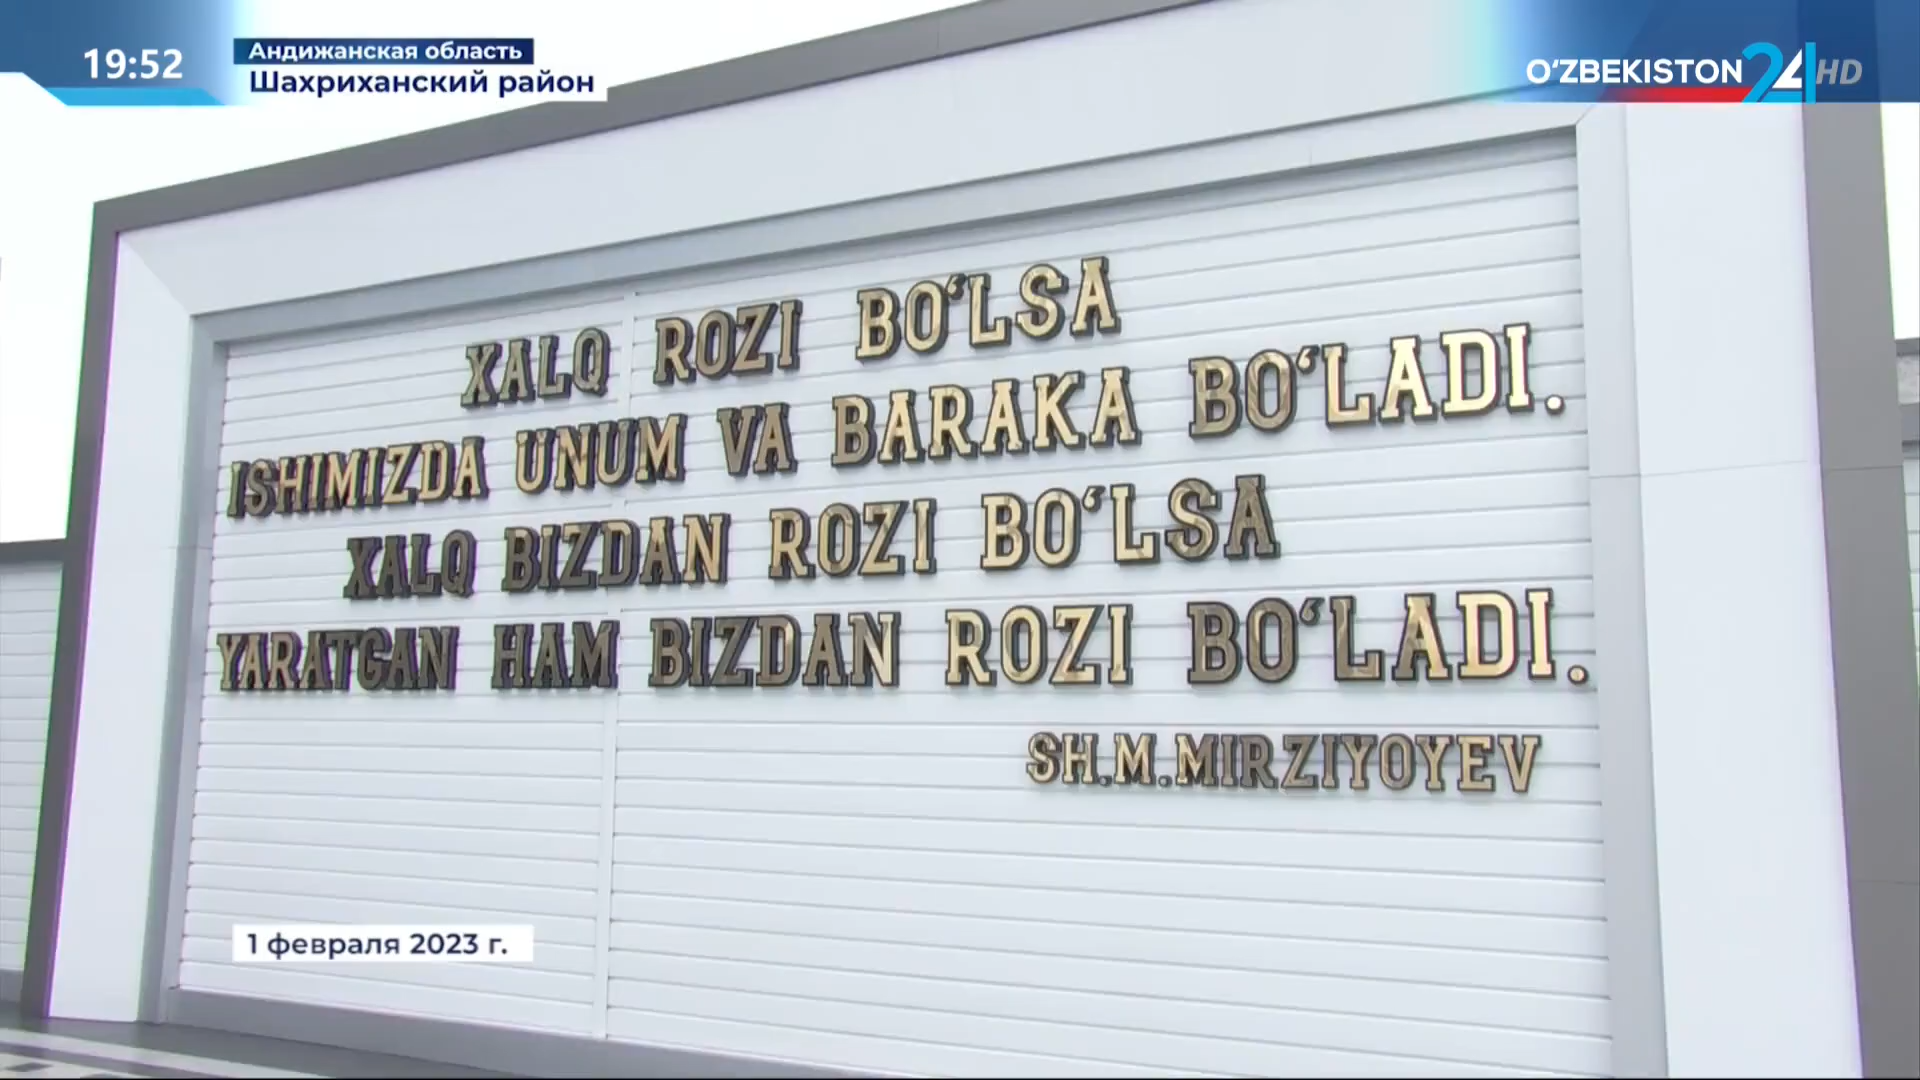 19:52
Андижанская область
Шахриханский район
O‘ZBEKISTON 24 HD
XALQ ROZI BO‘LSA
ISHIMIZDA UNUM VA BARAKA BO‘LADI.
XALQ BIZDAN ROZI BO‘LSA
YARATGAN HAM BIZDAN ROZI BO‘LADI.
SH.M.MIRZIYOYEV
1 февраля 2023 г.